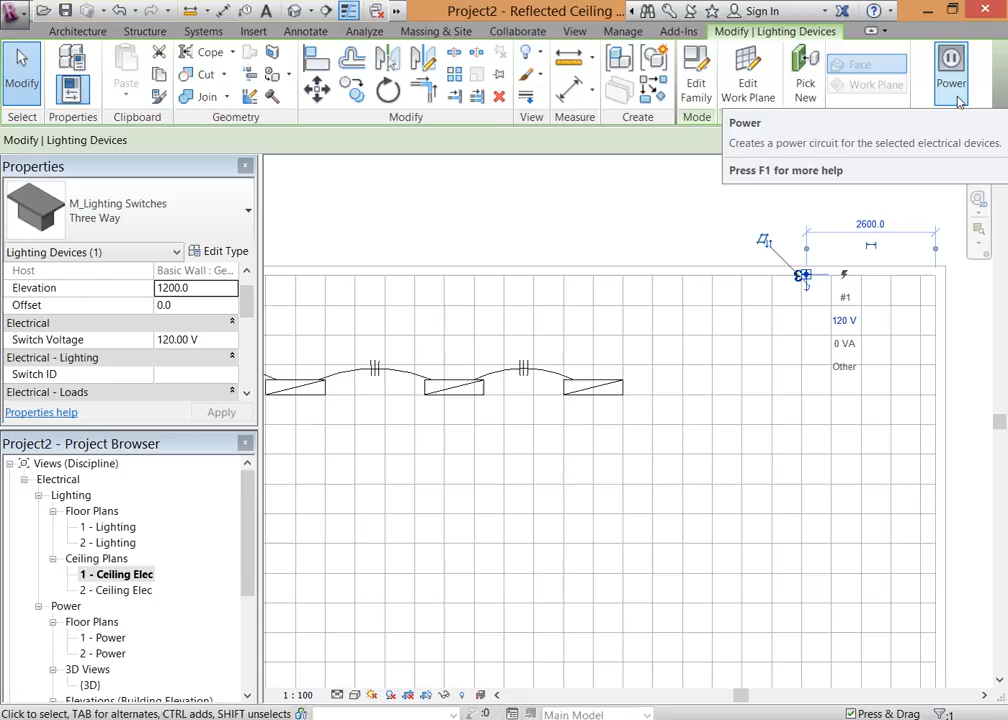 Project2 - Reflected Ceiling ...
Sign In
Architecture
Structure
Systems
Insert
Annotate
Analyze
Massing & Site
Collaborate
View
Manage
Add-Ins
Modify | Lighting Devices
Modify
Paste
Cope
Cut
Join
Edit
Family
Edit
Work Plane
Pick
New
Face
Work Plane
Power
Select
Properties
Clipboard
Geometry
Modify
View
Measure
Create
Mode
Modify | Lighting Devices
Power
Creates a power circuit for the selected electrical devices.
Press F1 for more help
Properties
M_Lighting Switches
Three Way
Lighting Devices (1)
Edit Type
Host
Basic Wall : Ge...
Elevation
1200.0
Offset
0.0
Electrical
Switch Voltage
120.00 V
Electrical - Lighting
Switch ID
Electrical - Loads
Properties help
Apply
2600.0
#1
120 V
0 VA
Other
Project2 - Project Browser
Views (Discipline)
Electrical
Lighting
Floor Plans
1 - Lighting
2 - Lighting
Ceiling Plans
1 - Ceiling Elec
2 - Ceiling Elec
Power
Floor Plans
1 - Power
2 - Power
3D Views
{3D}
Elevations (Building Elevation)
1 : 100
Click to select, TAB for alternates, CTRL adds, SHIFT unselects
:0
Main Model
Press & Drag
:1